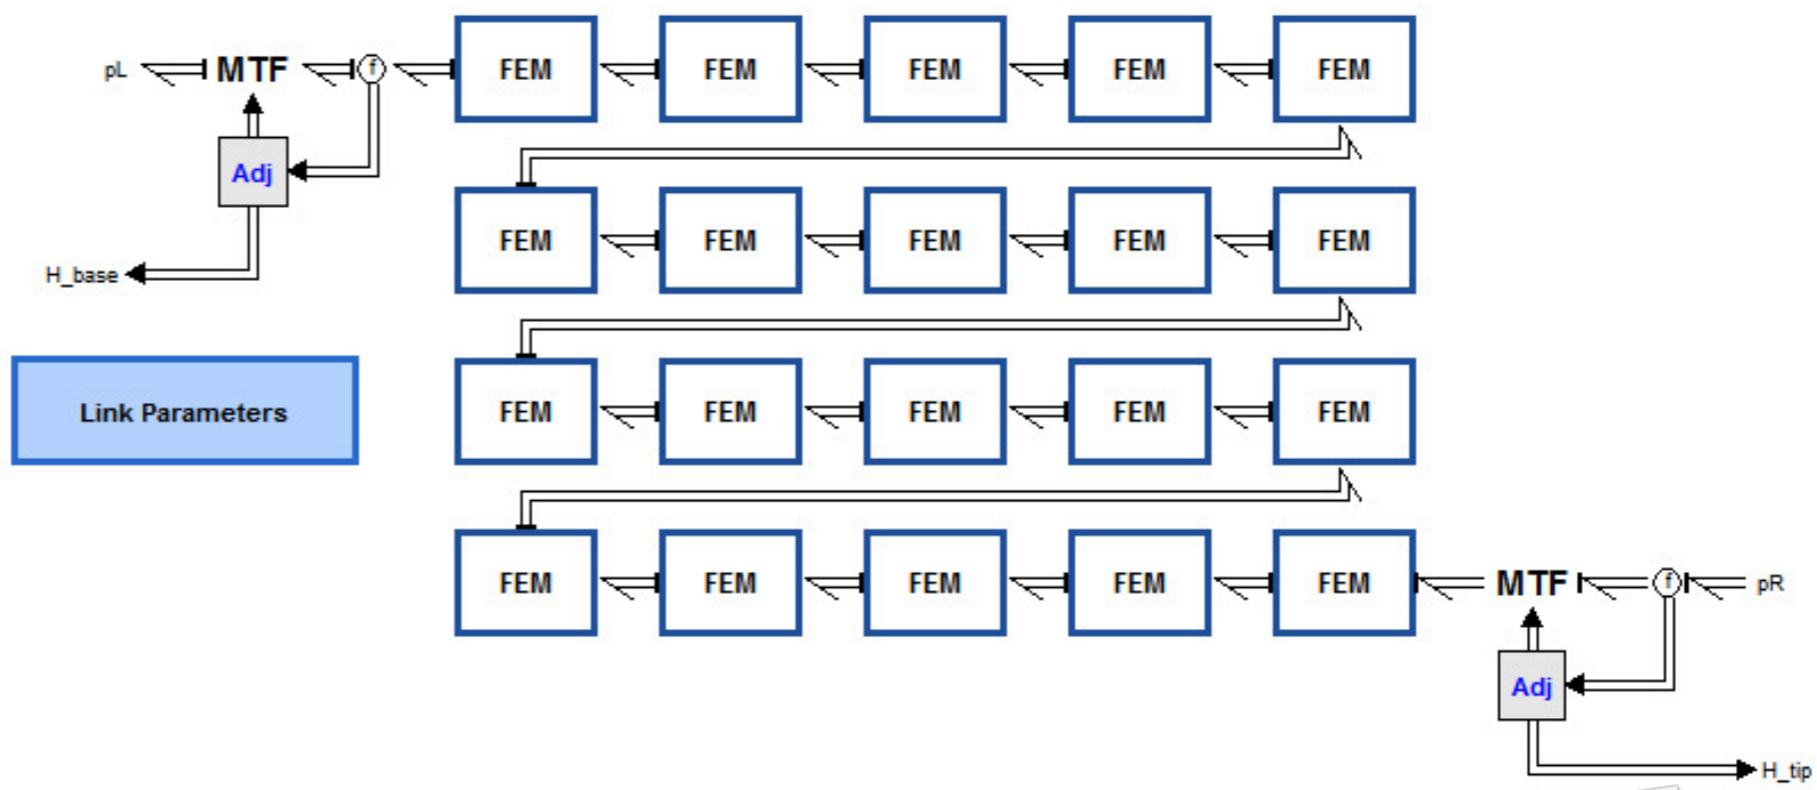 pL MTF f FEM FEM FEM FEM FEM
Adj
H_base
FEM FEM FEM FEM FEM
Link Parameters
FEM FEM FEM FEM FEM
FEM FEM FEM FEM FEM MTF f pR
Adj
H_tip